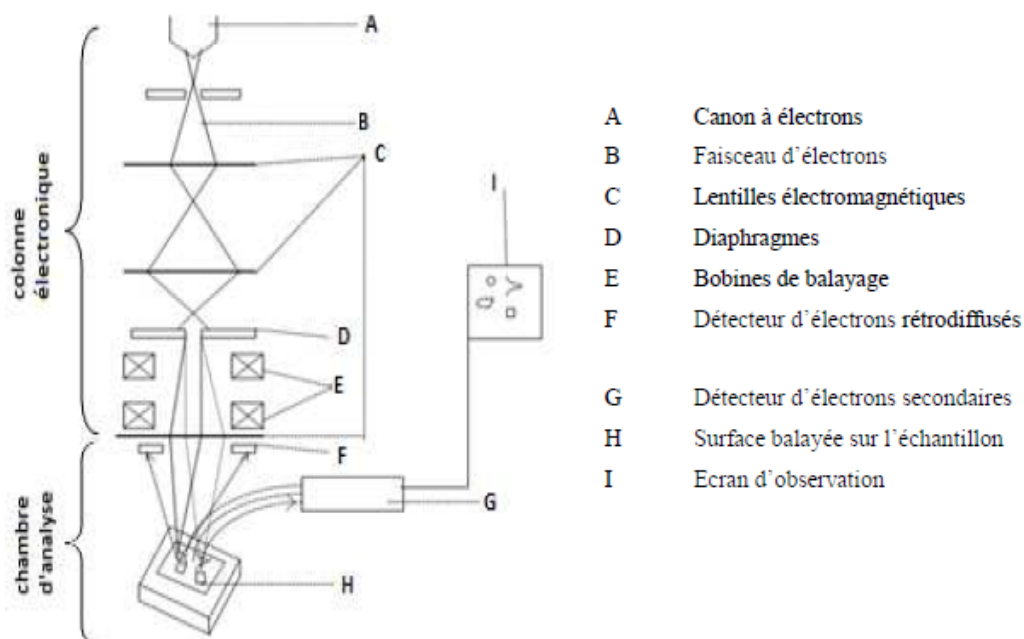 A
B
C
I
D
E
F
G
H
colonne
électronique
chambre
d'analyse
A Canon à électrons
B Faisceau d'électrons
C Lentilles électromagnétiques
D Diaphragmes
E Bobines de balayage
F Détecteur d'électrons rétrodiffusés
G Détecteur d'électrons secondaires
H Surface balayée sur l'échantillon
I Ecran d'observation